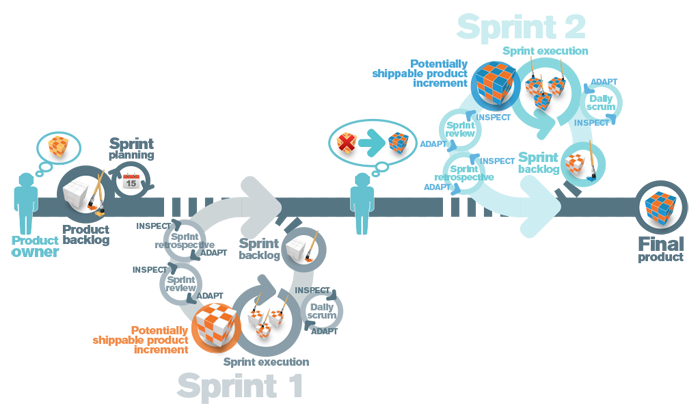 Sprint 2
Sprint execution
Potentially
shippable product
increment
ADAPT
Daily
scrum
INSPECT
INSPECT
Sprint
review
ADAPT
INSPECT
Sprint
retrospective
ADAPT
Sprint
backlog
Sprint
planning
15
Product
owner
Product
backlog
INSPECT
Sprint
retrospective
ADAPT
INSPECT
Sprint
review
ADAPT
Sprint
backlog
INSPECT
Daily
scrum
ADAPT
Potentially
shippable product
increment
Sprint execution
Sprint 1
Final
product